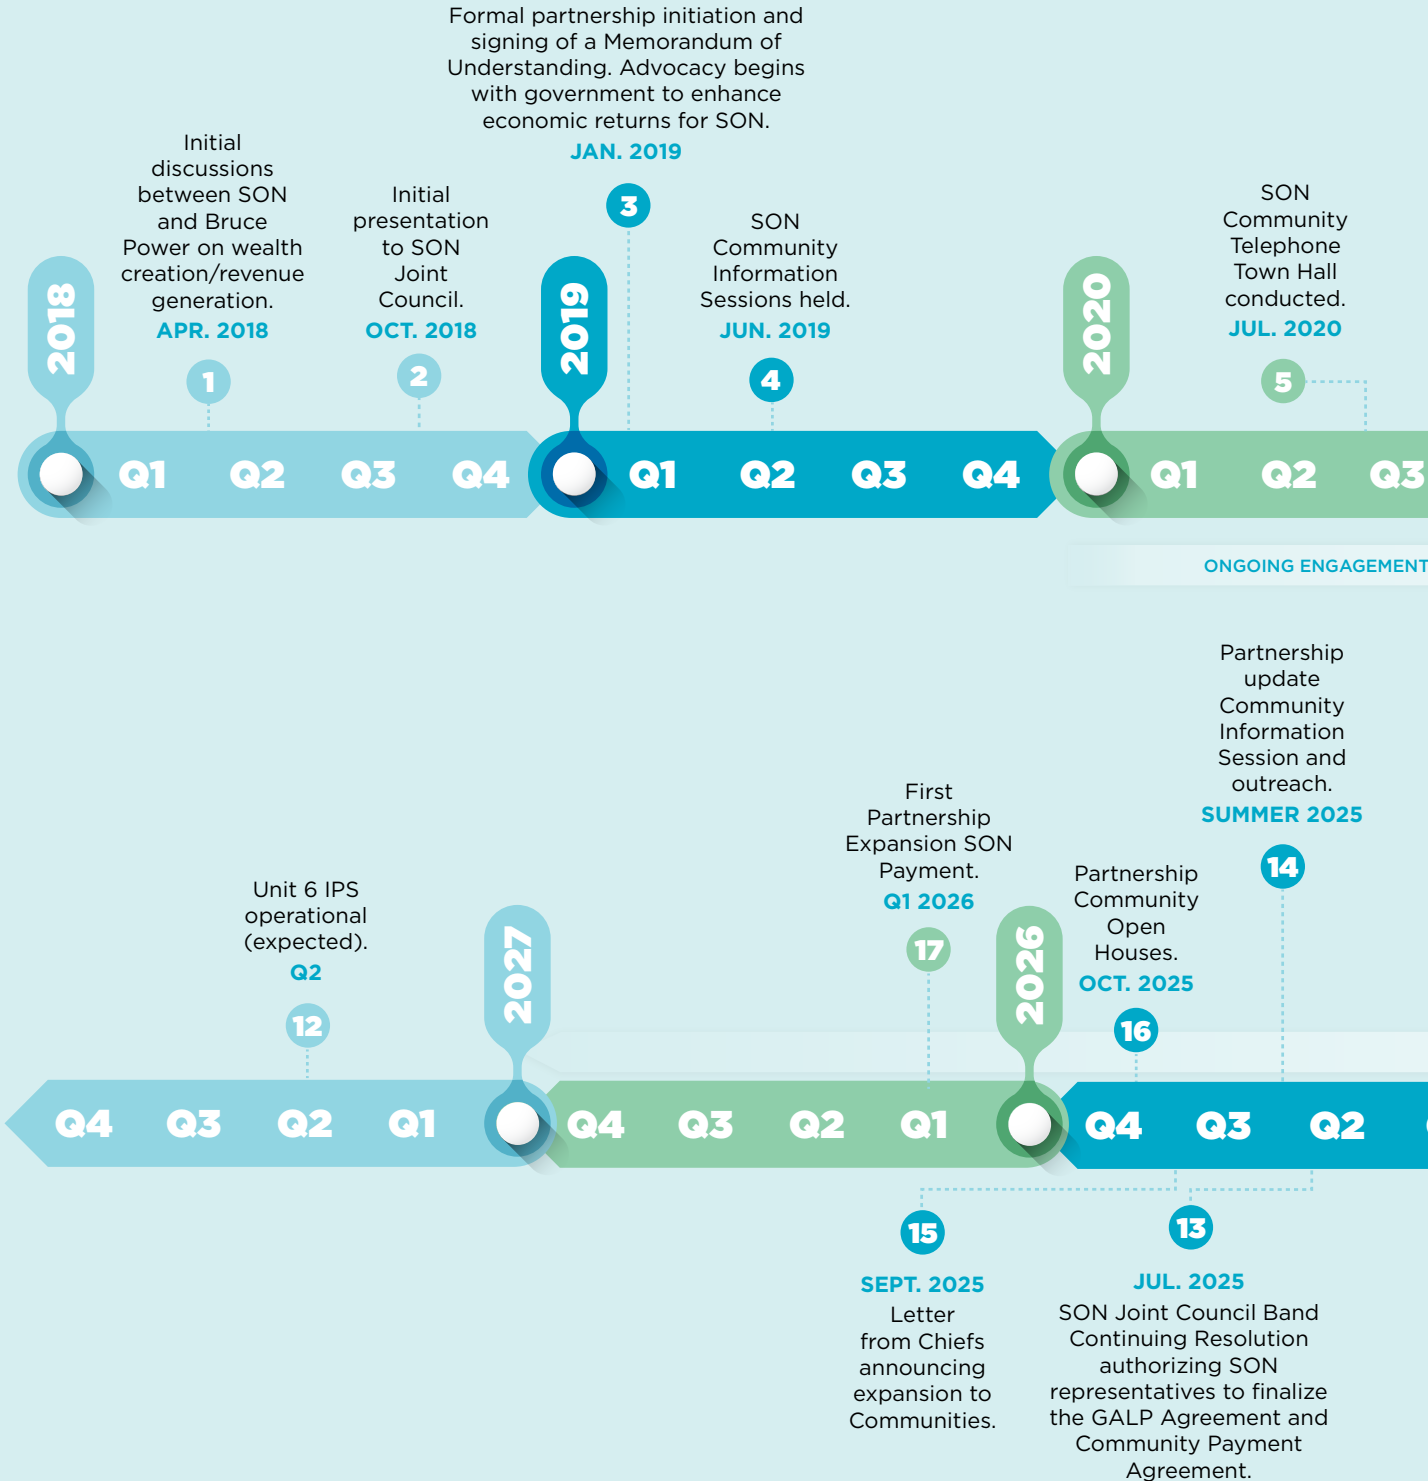 Formal partnership initiation and
signing of a Memorandum of
Understanding. Advocacy begins
with government to enhance
economic returns for SON.
JAN. 2019
3
Initial
discussions
between SON
and Bruce
Power on wealth
creation/revenue
generation.
APR. 2018
1
Initial
presentation
to SON
Joint
Council.
OCT. 2018
2
SON
Community
Information
Sessions held.
JUN. 2019
4
SON
Community
Telephone
Town Hall
conducted.
JUL. 2020
5
2018
Q1 Q2 Q3 Q4
2019
Q1 Q2 Q3 Q4
2020
Q1 Q2 Q3
ONGOING ENGAGEMENT
Partnership
update
Community
Information
Session and
outreach.
SUMMER 2025
14
First
Partnership
Expansion SON
Payment.
Q1 2026
17
Partnership
Community
Open
Houses.
OCT. 2025
16
Unit 6 IPS
operational
(expected).
Q2
12
2027
2026
Q4 Q3 Q2 Q1
Q4 Q3 Q2 Q1
Q4 Q3 Q2
15
SEPT. 2025
Letter
from Chiefs
announcing
expansion to
Communities.
13
JUL. 2025
SON Joint Council Band
Continuing Resolution
authorizing SON
representatives to finalize
the GALP Agreement and
Community Payment
Agreement.